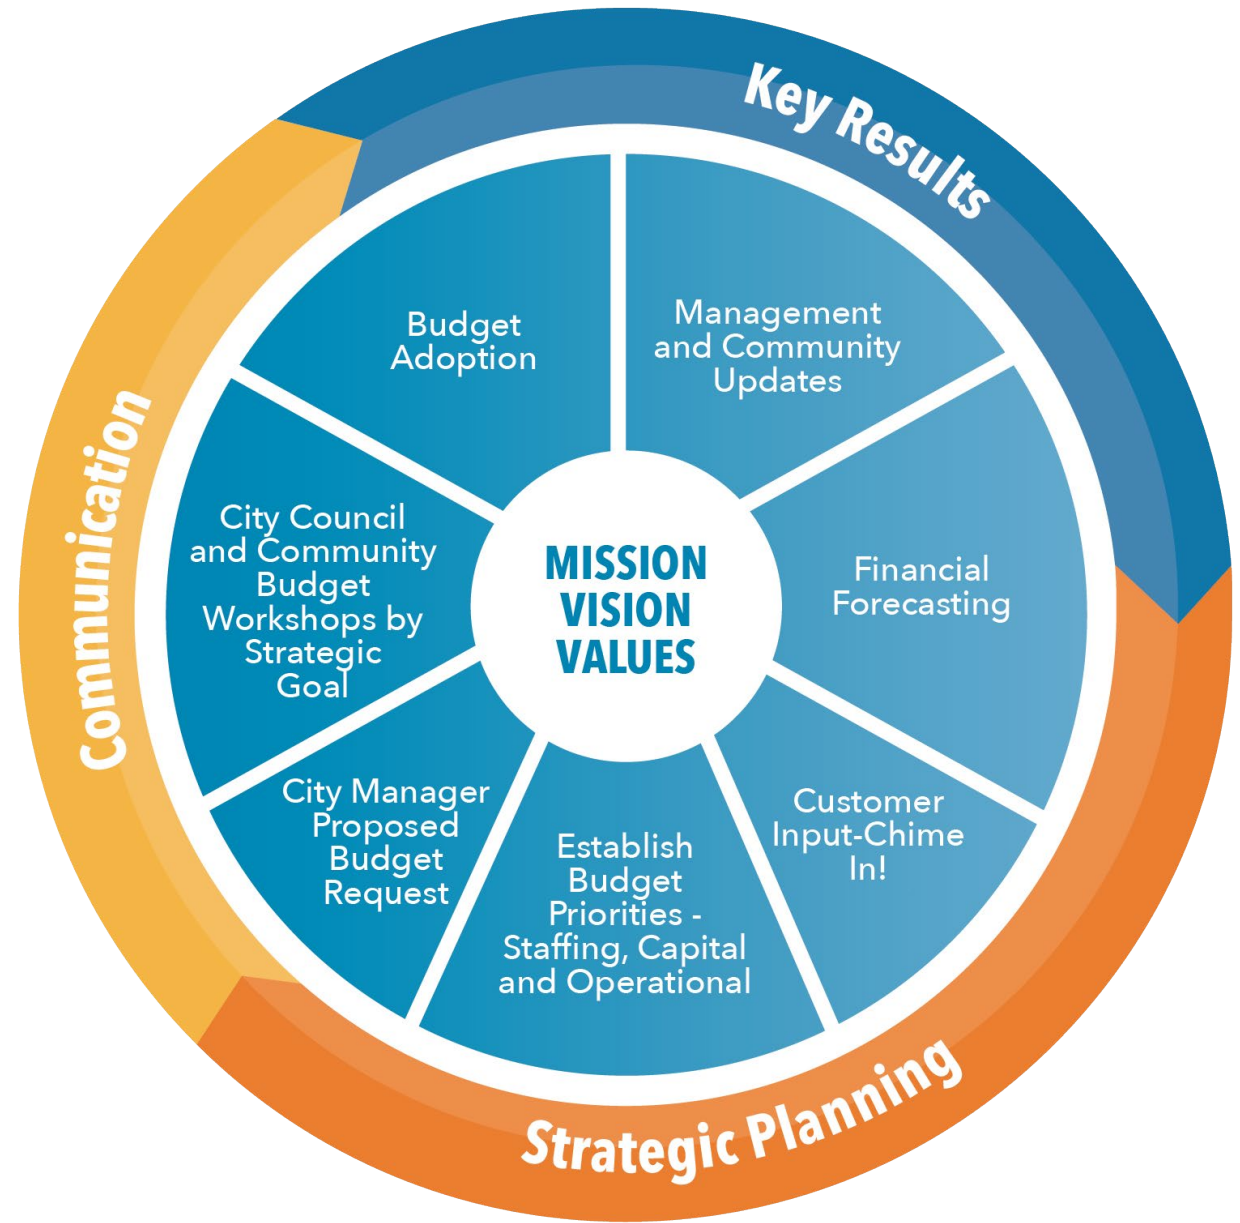 Key Results
Management
and Community
Updates
Financial
Forecasting
Customer
Input-Chime
In!
Establish
Budget
Priorities -
Staffing, Capital
and Operational
City Manager
Proposed
Budget
Request
City Council
and Community
Budget
Workshops by
Strategic
Goal
Budget
Adoption
MISSION
VISION
VALUES
Strategic Planning
Communication